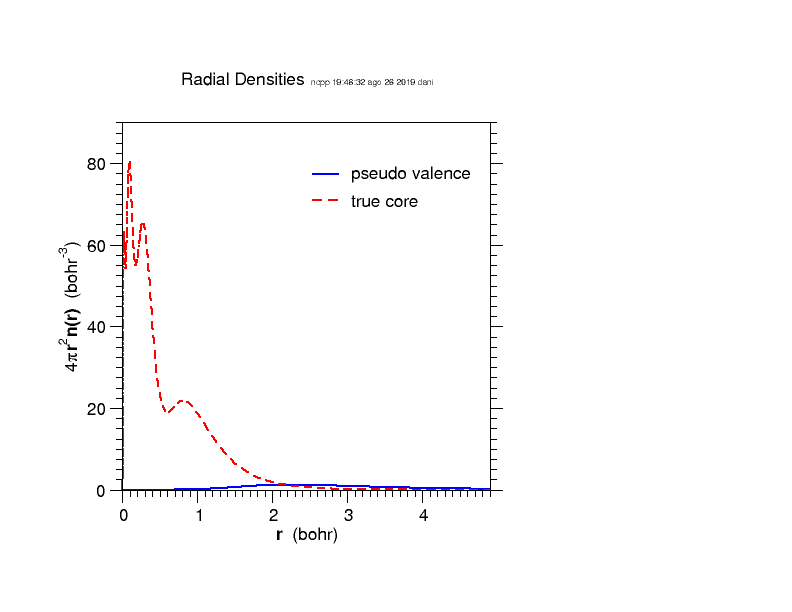 Radial Densities ncpp 19:46:32 ago 26 2019 dani
pseudo valence
true core
4πr²n(r) (bohr⁻³)
80
60
40
20
0
0 1 2 3 4
r (bohr)